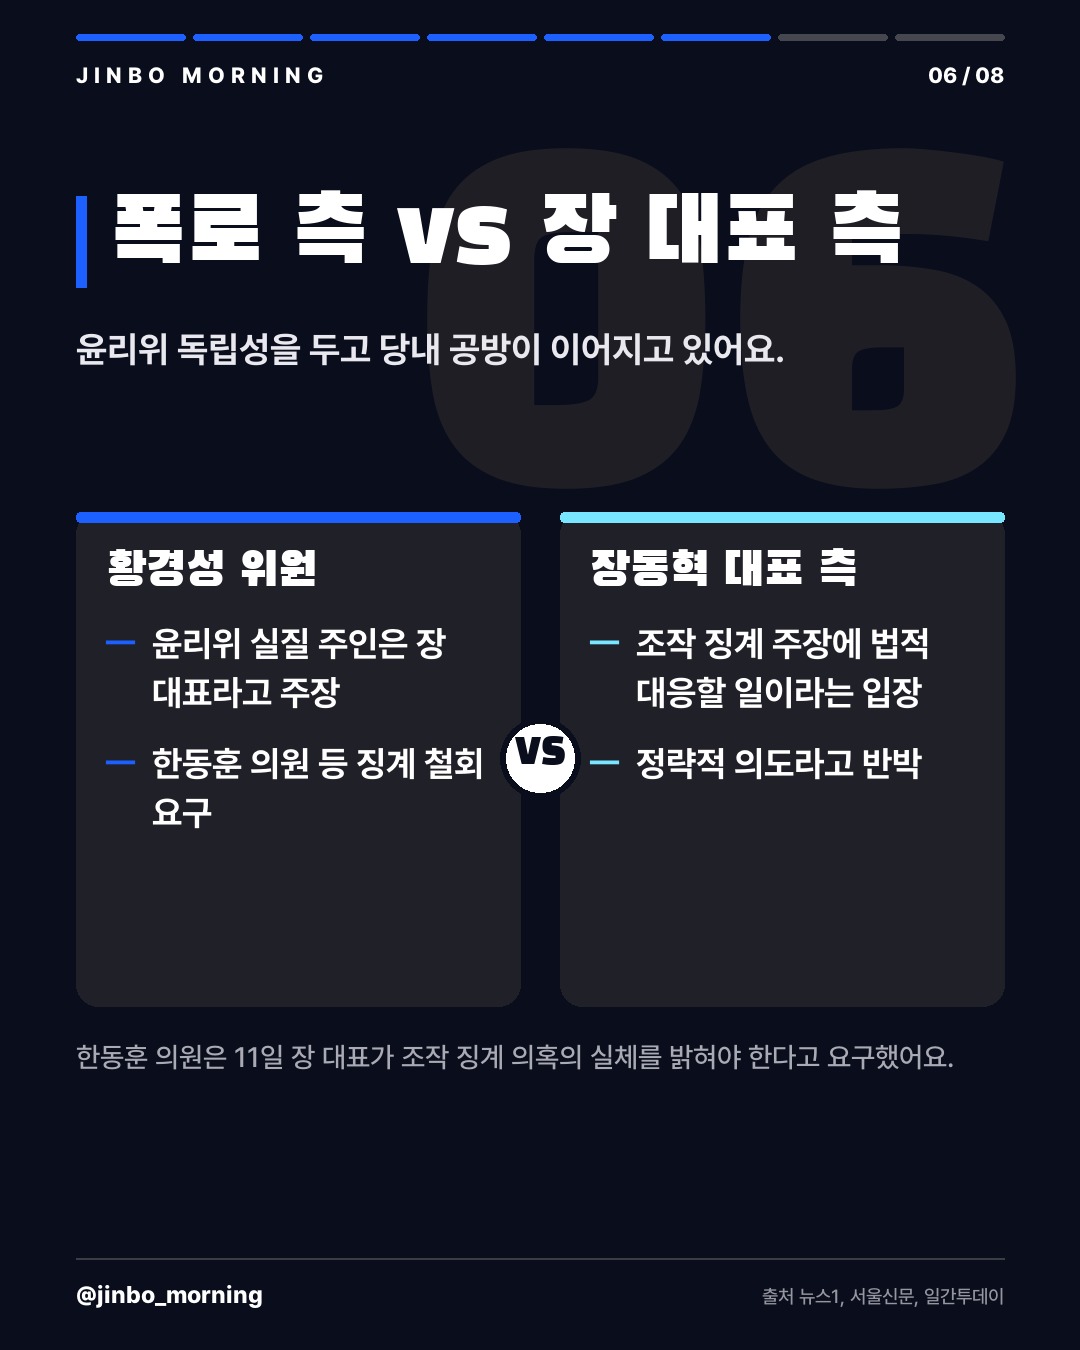 JINBO MORNING
06 / 08
06
폭로 측 vs 장 대표 측
윤리위 독립성을 두고 당내 공방이 이어지고 있어요.
황경성 위원
— 윤리위 실질 주인은 장
대표라고 주장
— 한동훈 의원 등 징계 철회
요구
VS
장동혁 대표 측
— 조작 징계 주장에 법적
대응할 일이라는 입장
— 정략적 의도라고 반박
한동훈 의원은 11일 장 대표가 조작 징계 의혹의 실체를 밝혀야 한다고 요구했어요.
@jinbo_morning
출처 뉴스1, 서울신문, 일간투데이